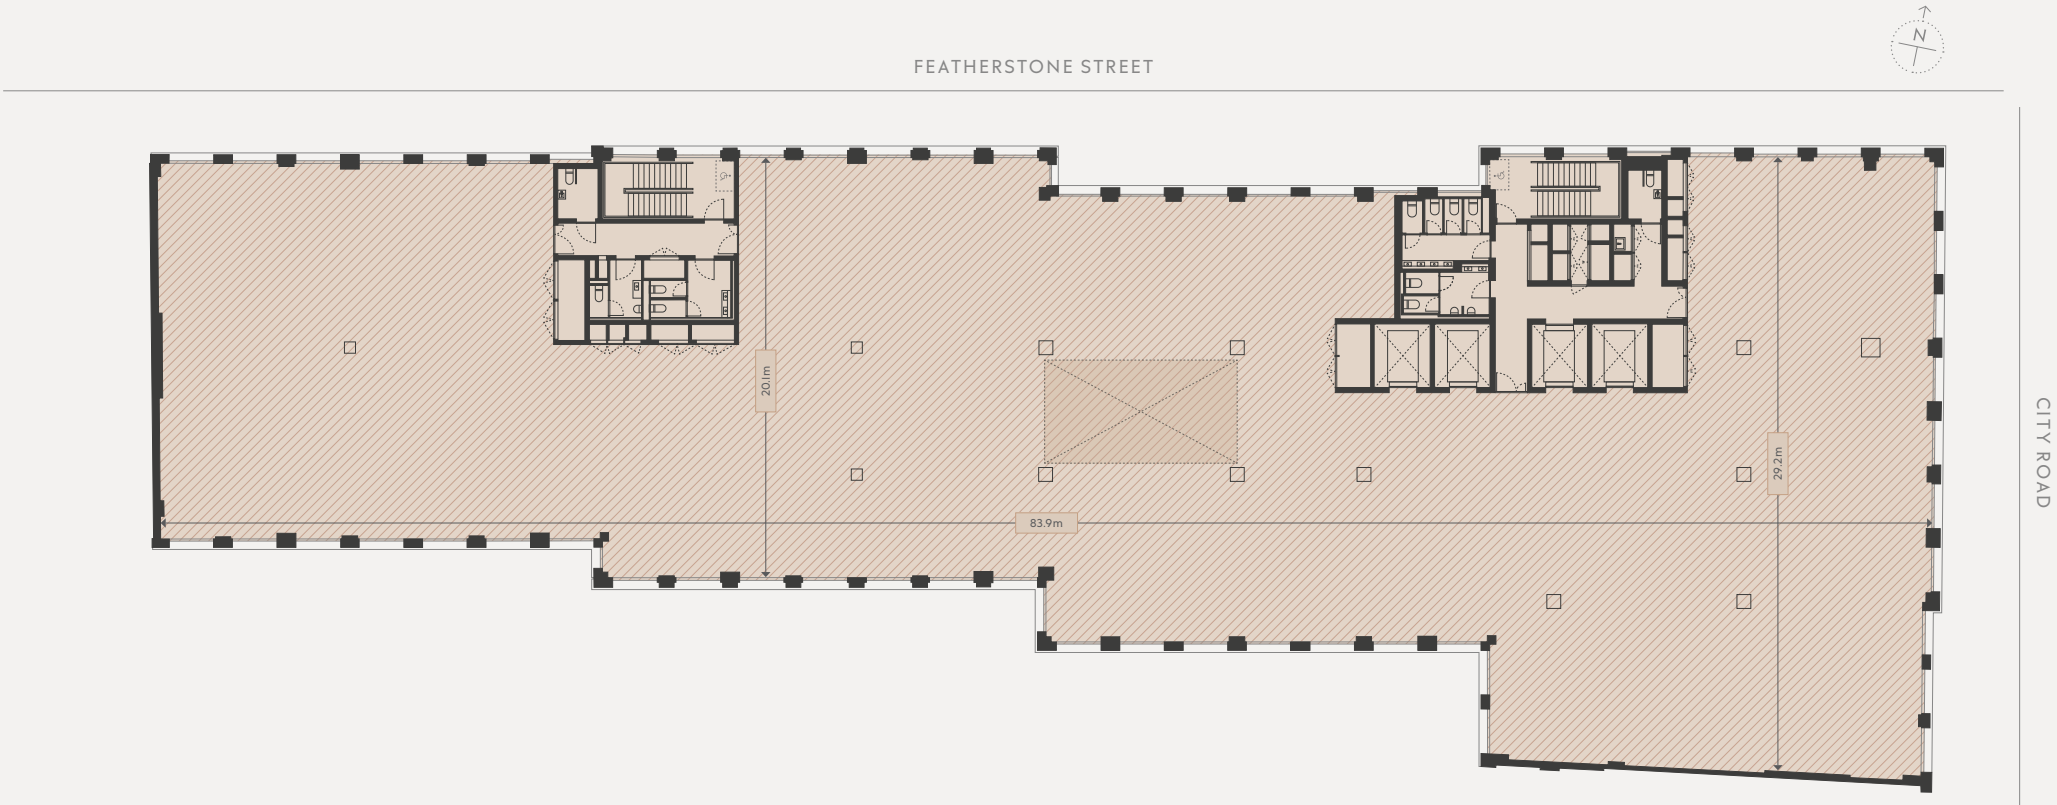 N
FEATHERSTONE STREET
20.1m
29.2m
83.9m
CITY ROAD